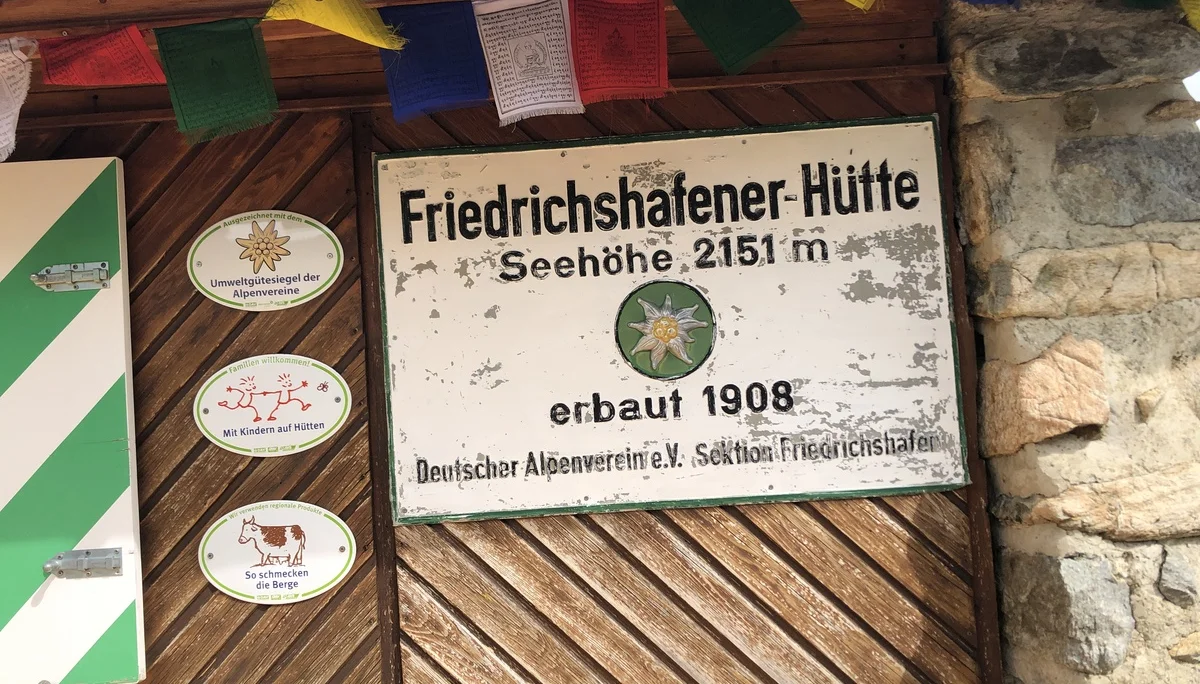 Ausgezeichnet mit dem
Umweltgütesiegel der
Alpenvereine
Familien willkommen!
Mit Kindern auf Hütten
Wir verwenden regionale Produkte
So schmecken
die Berge
Friedrichshafener-Hütte
Seehöhe 2151 m
erbaut 1908
Deutscher Alpenverein e.V. Sektion Friedrichshafen